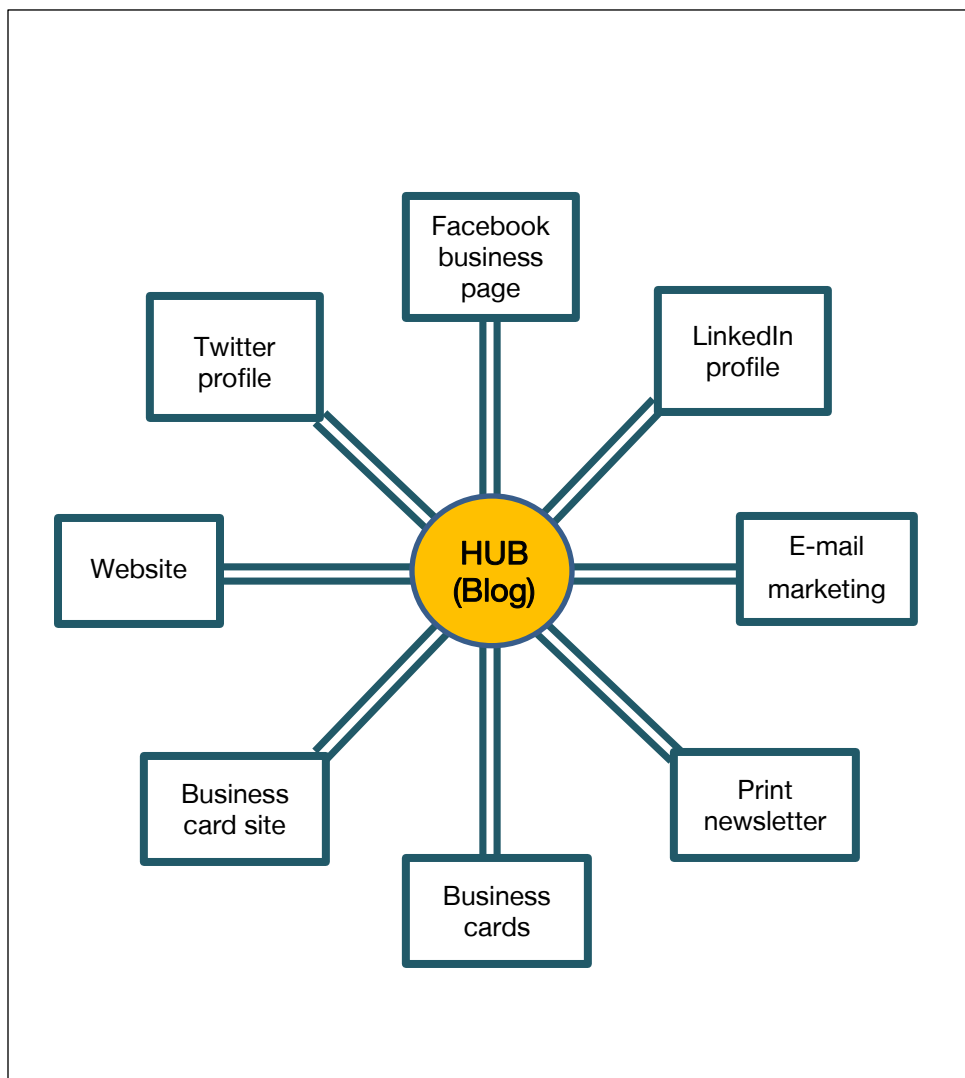 Facebook
business
page
Twitter
profile
LinkedIn
profile
Website
HUB
(Blog)
E-mail
marketing
Business
card site
Print
newsletter
Business
cards